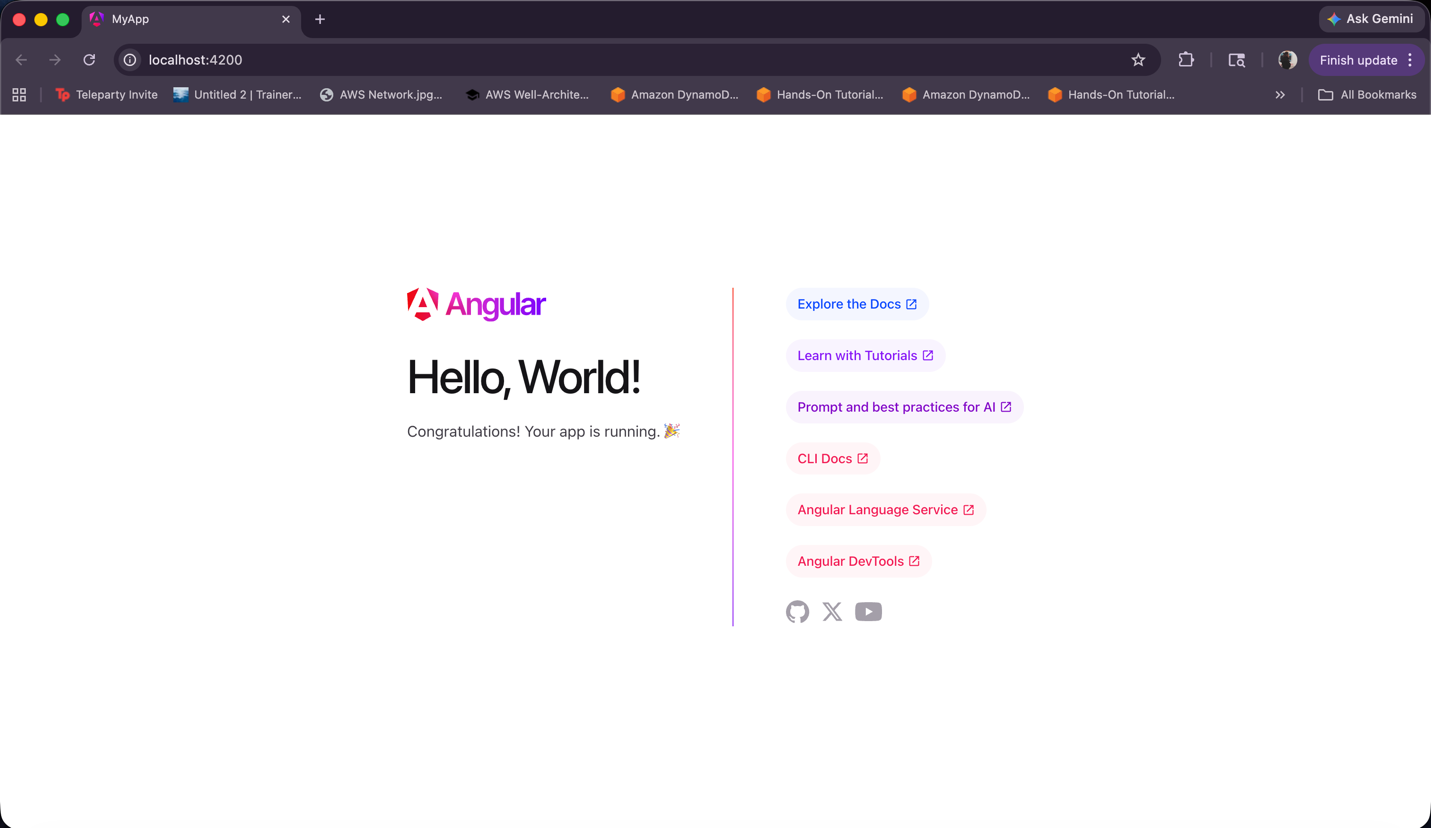 MyApp
Ask Gemini
localhost:4200
Finish update
Teleparty Invite
Untitled 2 | Trainer...
AWS Network.jpg...
AWS Well-Archite...
Amazon DynamoD...
Hands-On Tutorial...
Amazon DynamoD...
Hands-On Tutorial...
All Bookmarks
Angular
Hello, World!
Congratulations! Your app is running. 🎉
Explore the Docs
Learn with Tutorials
Prompt and best practices for AI
CLI Docs
Angular Language Service
Angular DevTools